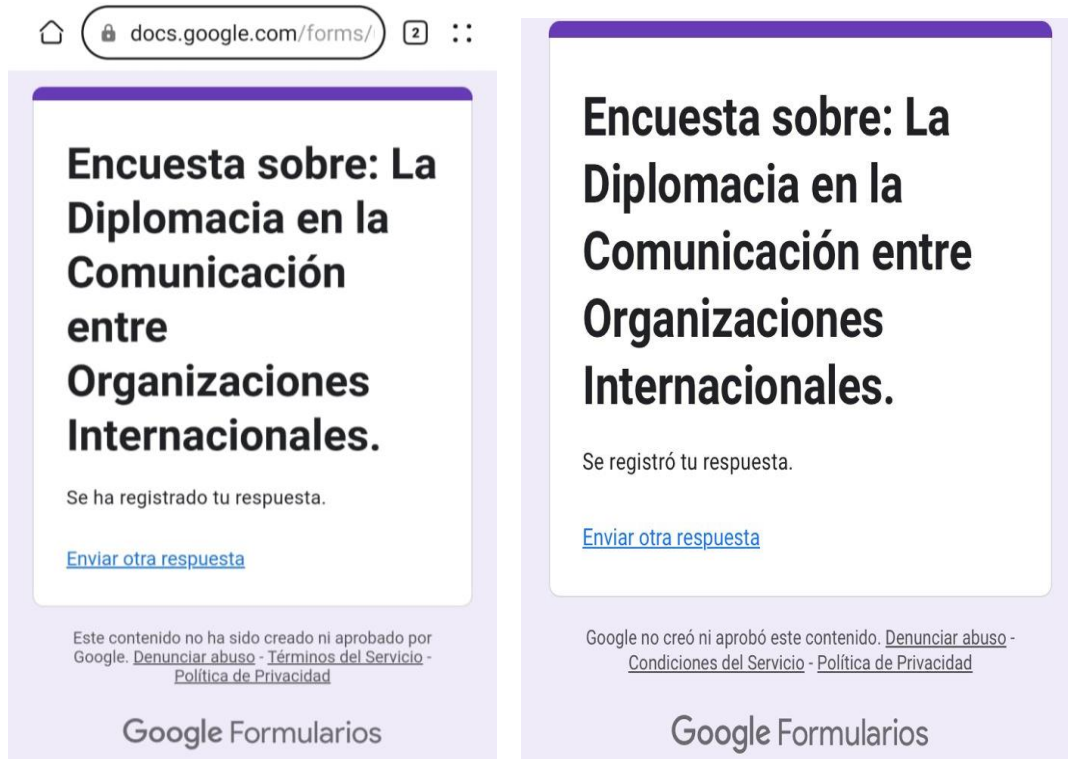 docs.google.com/forms/
2
Encuesta sobre: La
Diplomacia en la
Comunicación
entre
Organizaciones
Internacionales.
Se ha registrado tu respuesta.
Enviar otra respuesta
Este contenido no ha sido creado ni aprobado por
Google. Denunciar abuso - Términos del Servicio -
Política de Privacidad
Google Formularios
Encuesta sobre: La
Diplomacia en la
Comunicación entre
Organizaciones
Internacionales.
Se registró tu respuesta.
Enviar otra respuesta
Google no creó ni aprobó este contenido. Denunciar abuso -
Condiciones del Servicio - Política de Privacidad
Google Formularios